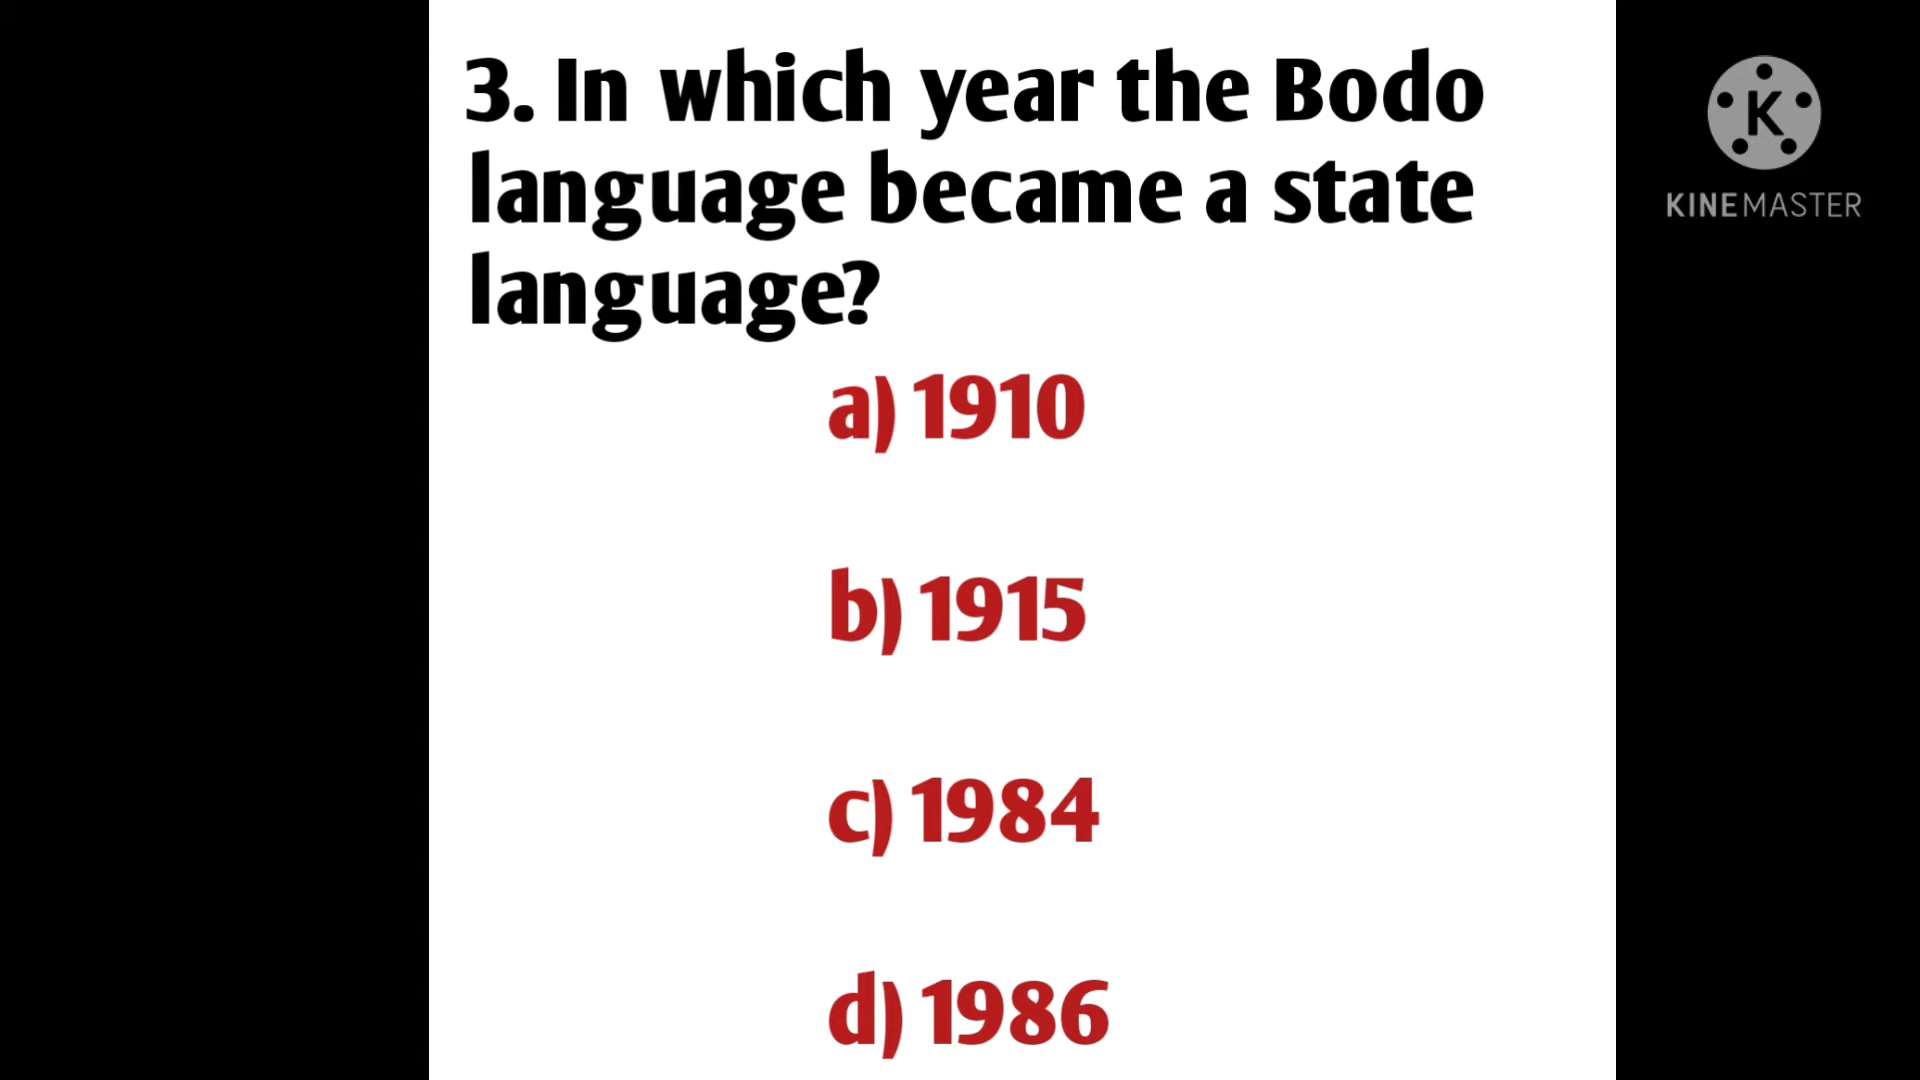 3. In which year the Bodo
language became a state
language?
a) 1910
b) 1915
c) 1984
d) 1986
K
KINEMASTER